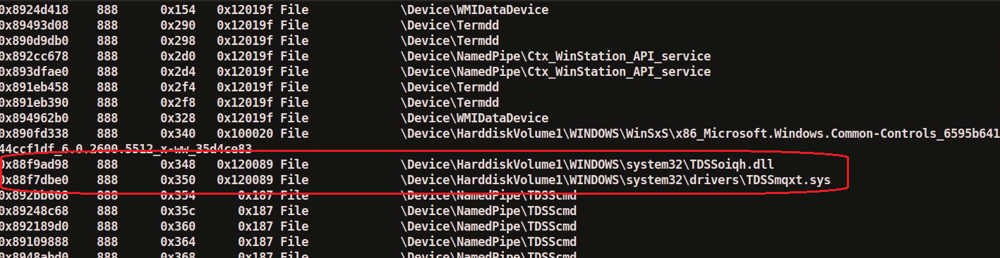 0x8924d418 888 0x154 0x12019f File \Device\WMIDataDevice
0x89493d08 888 0x290 0x12019f File \Device\Termdd
0x890d9db0 888 0x298 0x12019f File \Device\Termdd
0x892cc678 888 0x2d0 0x12019f File \Device\NamedPipe\Ctx_WinStation_API_service
0x893dfae0 888 0x2d4 0x12019f File \Device\NamedPipe\Ctx_WinStation_API_service
0x891eb458 888 0x2f4 0x12019f File \Device\Termdd
0x891eb390 888 0x2f8 0x12019f File \Device\Termdd
0x894962b0 888 0x328 0x12019f File \Device\WMIDataDevice
0x890fd338 888 0x340 0x100020 File \Device\HarddiskVolume1\WINDOWS\WinSxS\x86_Microsoft.Windows.Common-Controls_6595b641
44ccf1df_6.0.2600.5512_x-ww_35d4ce83
0x88f9ad98 888 0x348 0x120089 File \Device\HarddiskVolume1\WINDOWS\system32\TDSSoiqh.dll
0x88f7dbe0 888 0x350 0x120089 File \Device\HarddiskVolume1\WINDOWS\system32\drivers\TDSSmqxt.sys
0x892bb608 888 0x354 0x187 File \Device\NamedPipe\TDSScmd
0x89248c68 888 0x35c 0x187 File \Device\NamedPipe\TDSScmd
0x892189d0 888 0x360 0x187 File \Device\NamedPipe\TDSScmd
0x89109888 888 0x364 0x187 File \Device\NamedPipe\TDSScmd
0x8948abd0 888 0x368 0x187 File \Device\NamedPipe\TDSScmd